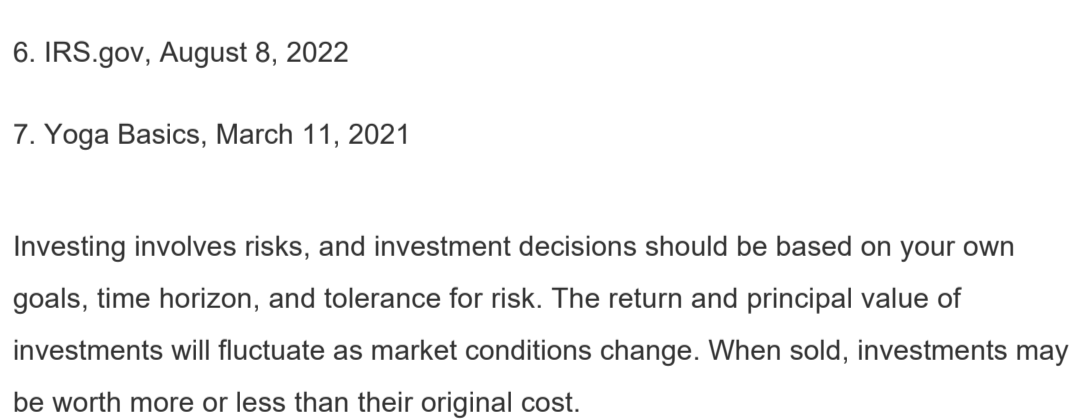 6. IRS.gov, August 8, 2022
7. Yoga Basics, March 11, 2021
Investing involves risks, and investment decisions should be based on your own
goals, time horizon, and tolerance for risk. The return and principal value of
investments will fluctuate as market conditions change. When sold, investments may
be worth more or less than their original cost.